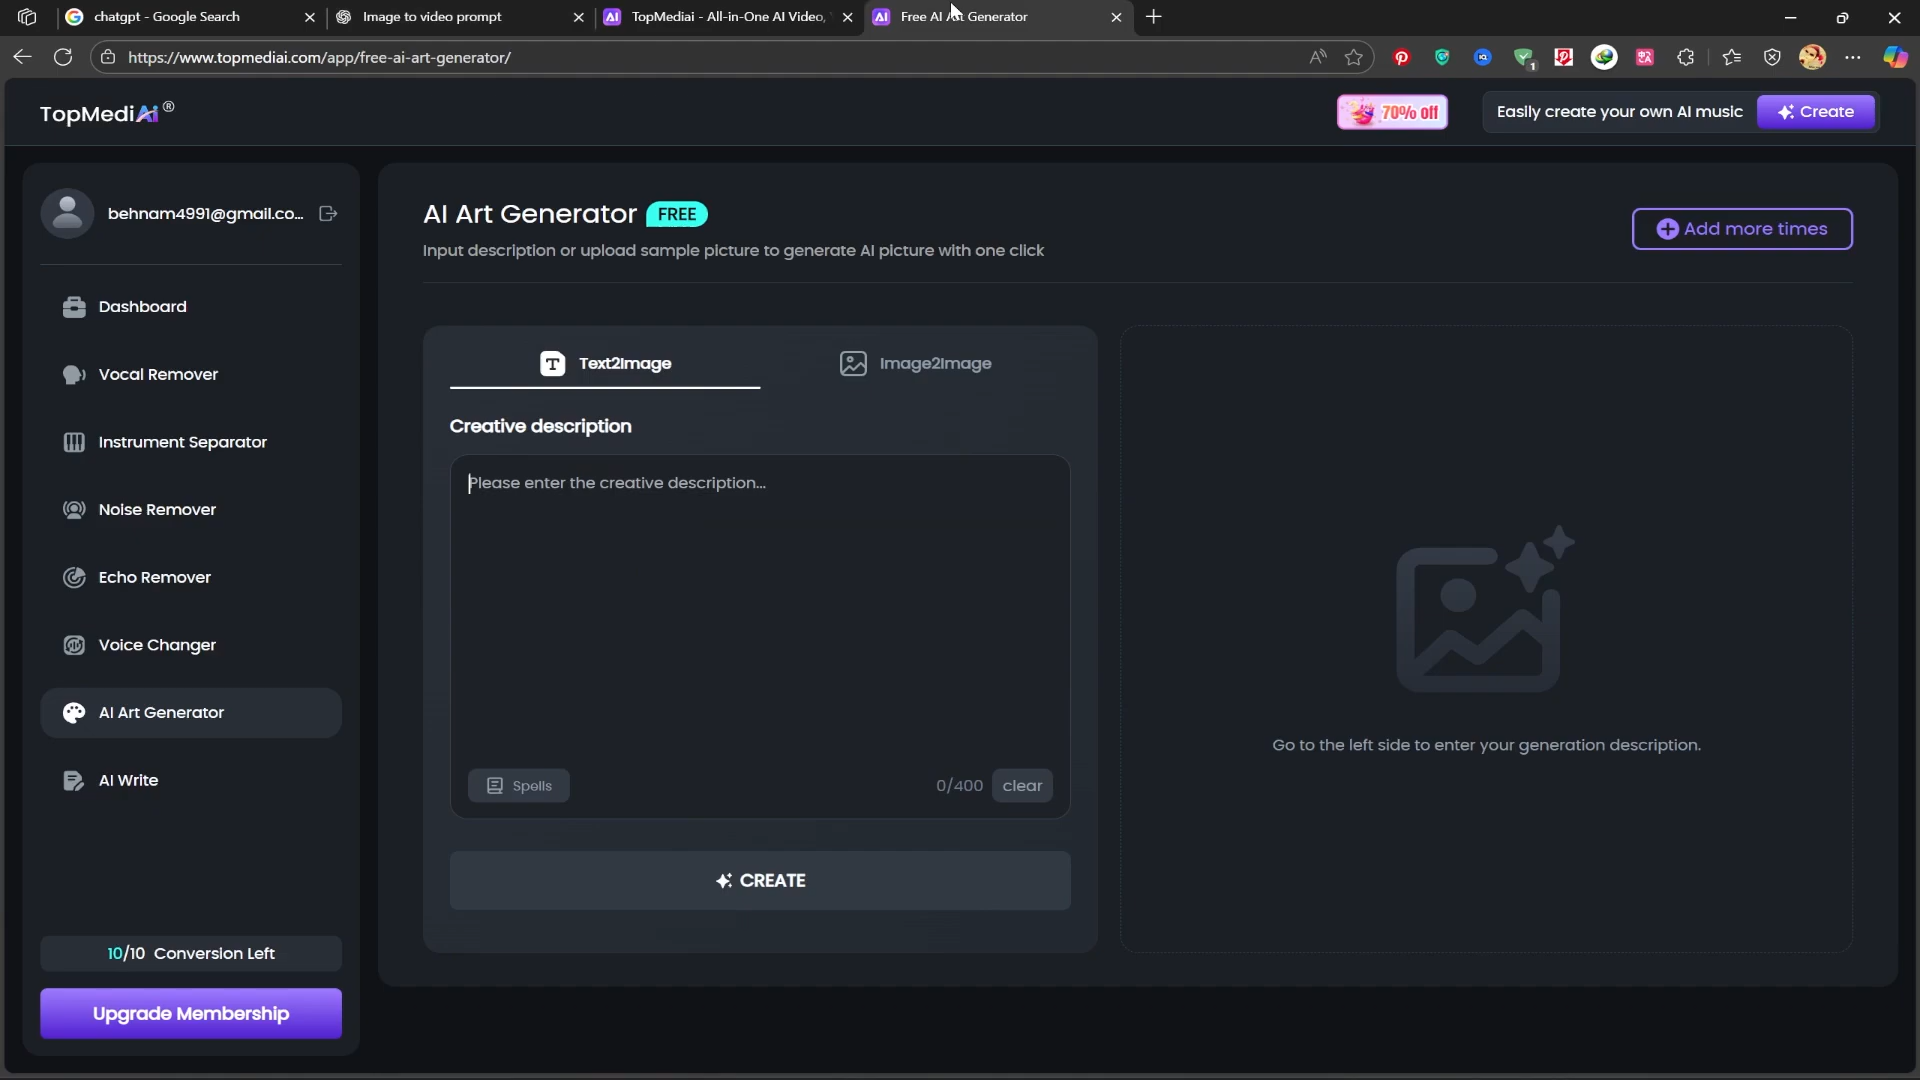 chatgpt - Google Search
Image to video prompt
TopMediai - All-in-One AI Video,
Free AI Art Generator
https://www.topmediai.com/app/free-ai-art-generator/
1
TopMediAi®
70% off
Easily create your own AI music
Create
behnam4991@gmail.co...
AI Art Generator
FREE
Input description or upload sample picture to generate AI picture with one click
Add more times
Dashboard
Vocal Remover
Instrument Separator
Noise Remover
Echo Remover
Voice Changer
AI Art Generator
AI Write
Text2Image
Image2Image
Creative description
Please enter the creative description...
Spells
0/400
clear
CREATE
Go to the left side to enter your generation description.
10/10 Conversion Left
Upgrade Membership